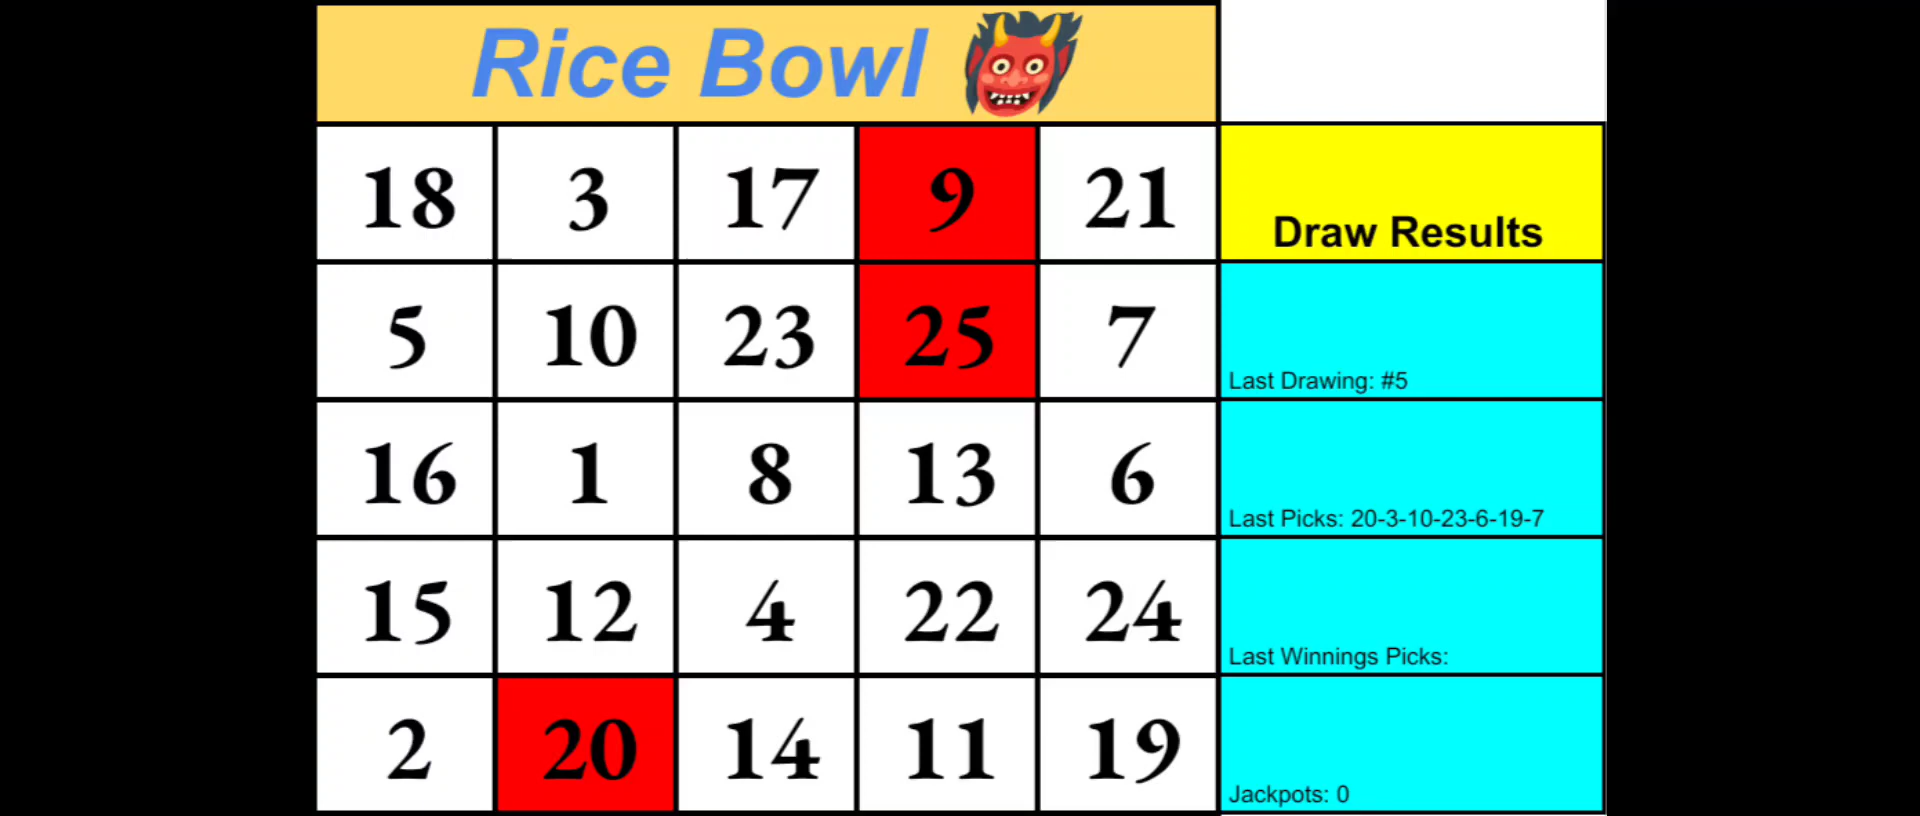 Rice Bowl
18 3 17 9 21
Draw Results
5 10 23 25 7
Last Drawing: #5
16 1 8 13 6
Last Picks: 20-3-10-23-6-19-7
15 12 4 22 24
Last Winnings Picks:
2 20 14 11 19
Jackpots: 0